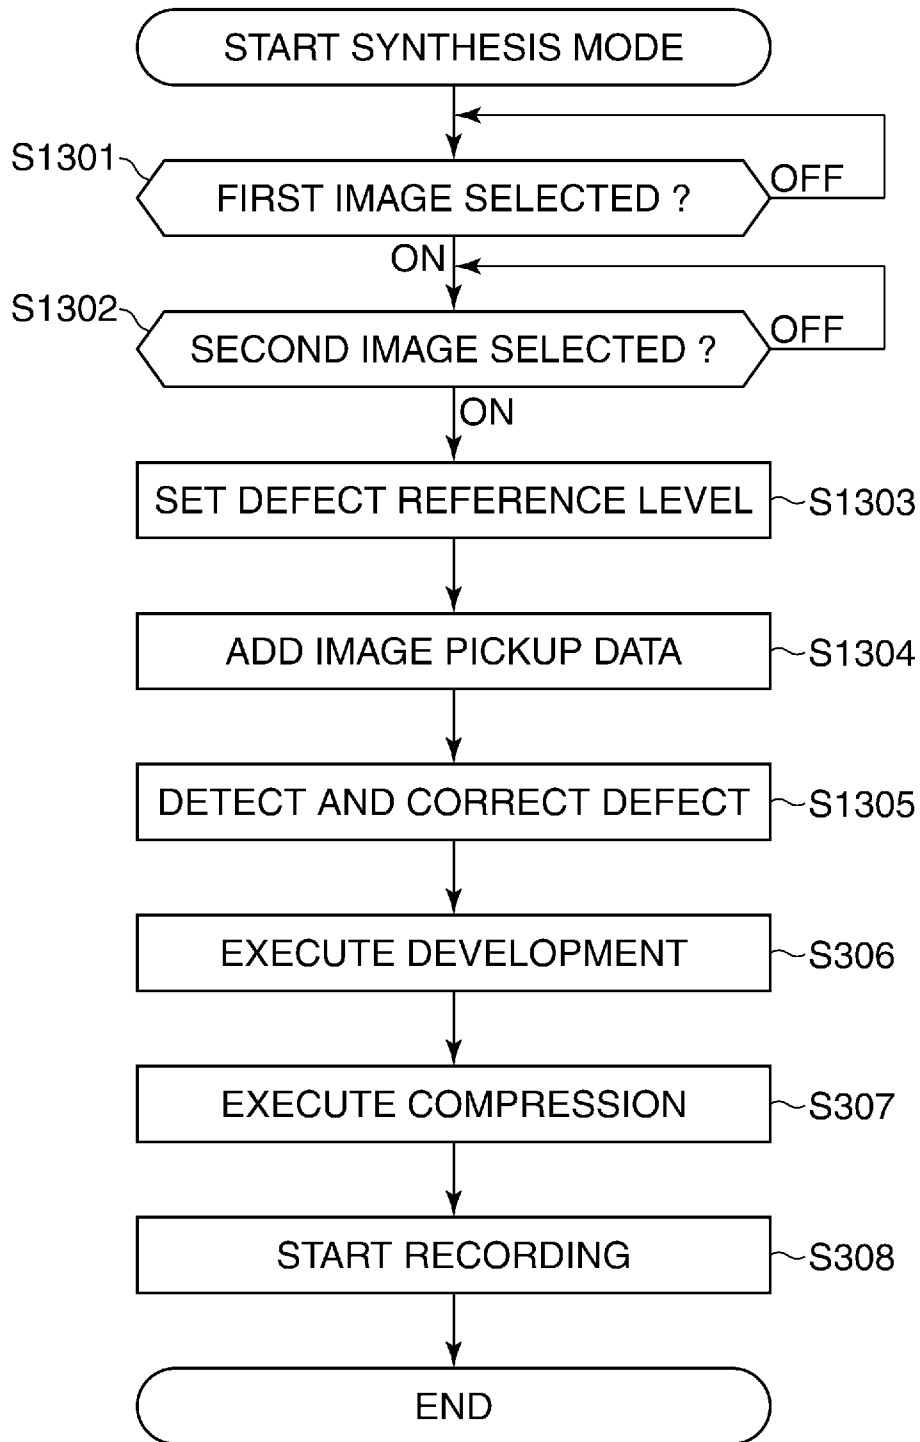 START SYNTHESIS MODE
S1301
FIRST IMAGE SELECTED ?
OFF
ON
S1302
SECOND IMAGE SELECTED ?
OFF
ON
SET DEFECT REFERENCE LEVEL
S1303
ADD IMAGE PICKUP DATA
S1304
DETECT AND CORRECT DEFECT
S1305
EXECUTE DEVELOPMENT
S306
EXECUTE COMPRESSION
S307
START RECORDING
S308
END